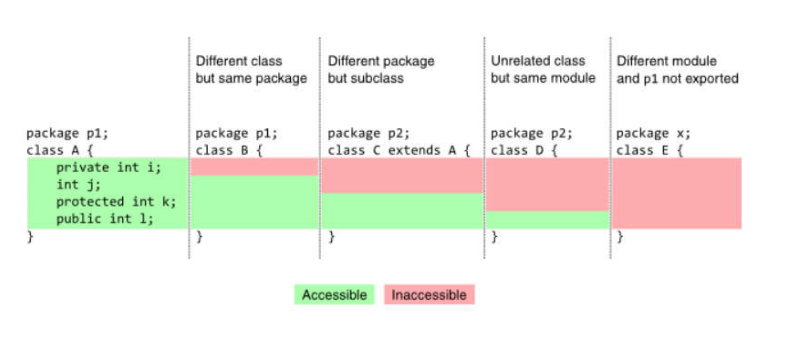 Different class
but same package
Different package
but subclass
Unrelated class
but same module
Different module
and p1 not exported
package p1;
class A {
private int i;
int j;
protected int k;
public int l;
}
package p1;
class B {
}
package p2;
class C extends A {
}
package p2;
class D {
}
package x;
class E {
}
Accessible
Inaccessible